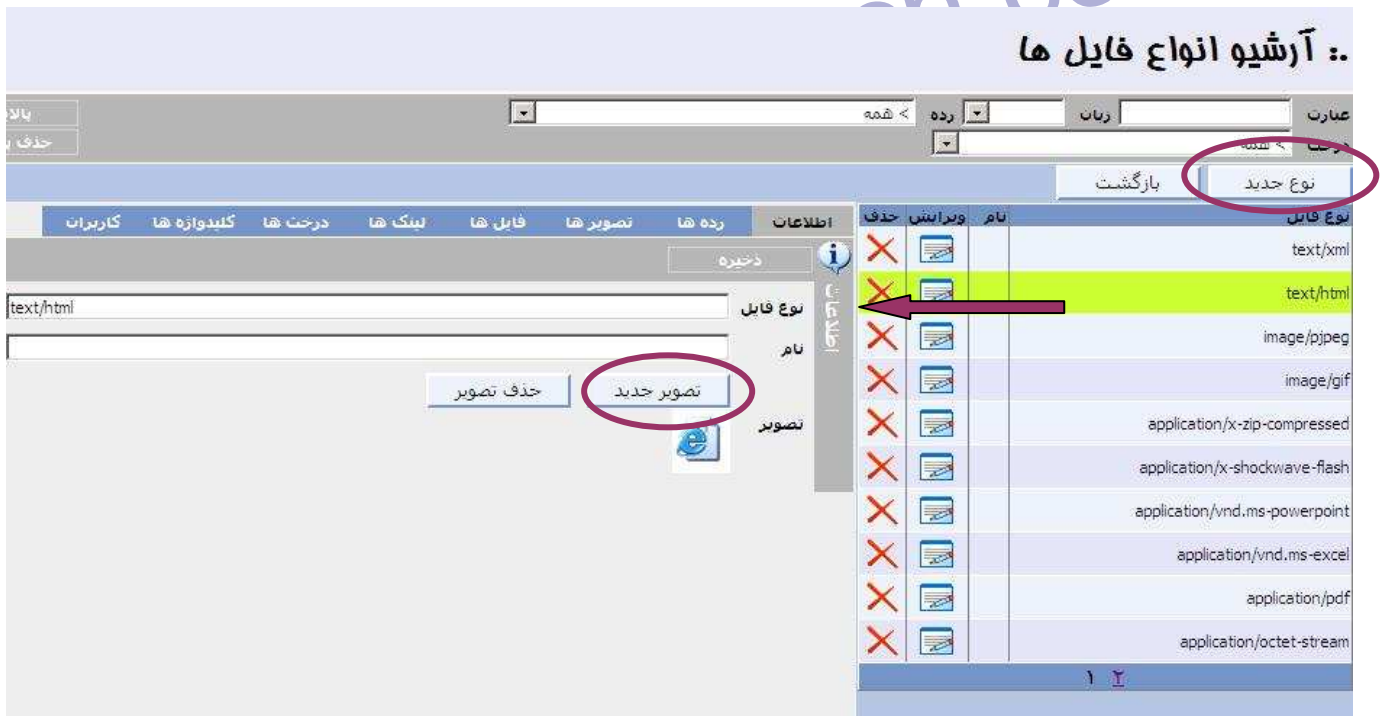 .: آرشیو انواع فایل ها
عبارت زبان رده > همه
درخت > همه
حذف
نوع جدید بازگشت
نوع فایل نام ویرایش حذف
text/xml
text/html
image/pjpeg
image/gif
application/x-zip-compressed
application/x-shockwave-flash
application/vnd.ms-powerpoint
application/vnd.ms-excel
application/pdf
application/octet-stream
۱ ۲
اطلاعات رده ها تصویر ها فایل ها لینک ها درخت ها کلیدواژه ها کاربران
ذخیره
اطلاعات
نوع فایل text/html
نام
تصویر جدید حذف تصویر
تصویر